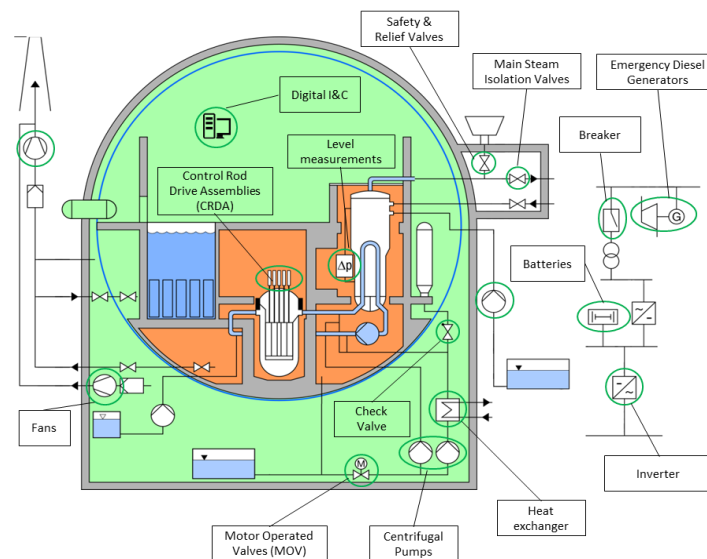 Safety &
Relief Valves
Main Steam
Isolation Valves
Emergency Diesel
Generators
Digital I&C
Breaker
Level
measurements
Control Rod
Drive Assemblies
(CRDA)
G
Δp
Batteries
~
-
-
~
Fans
Check
Valve
Inverter
M
Motor Operated
Valves (MOV)
Centrifugal
Pumps
Heat
exchanger